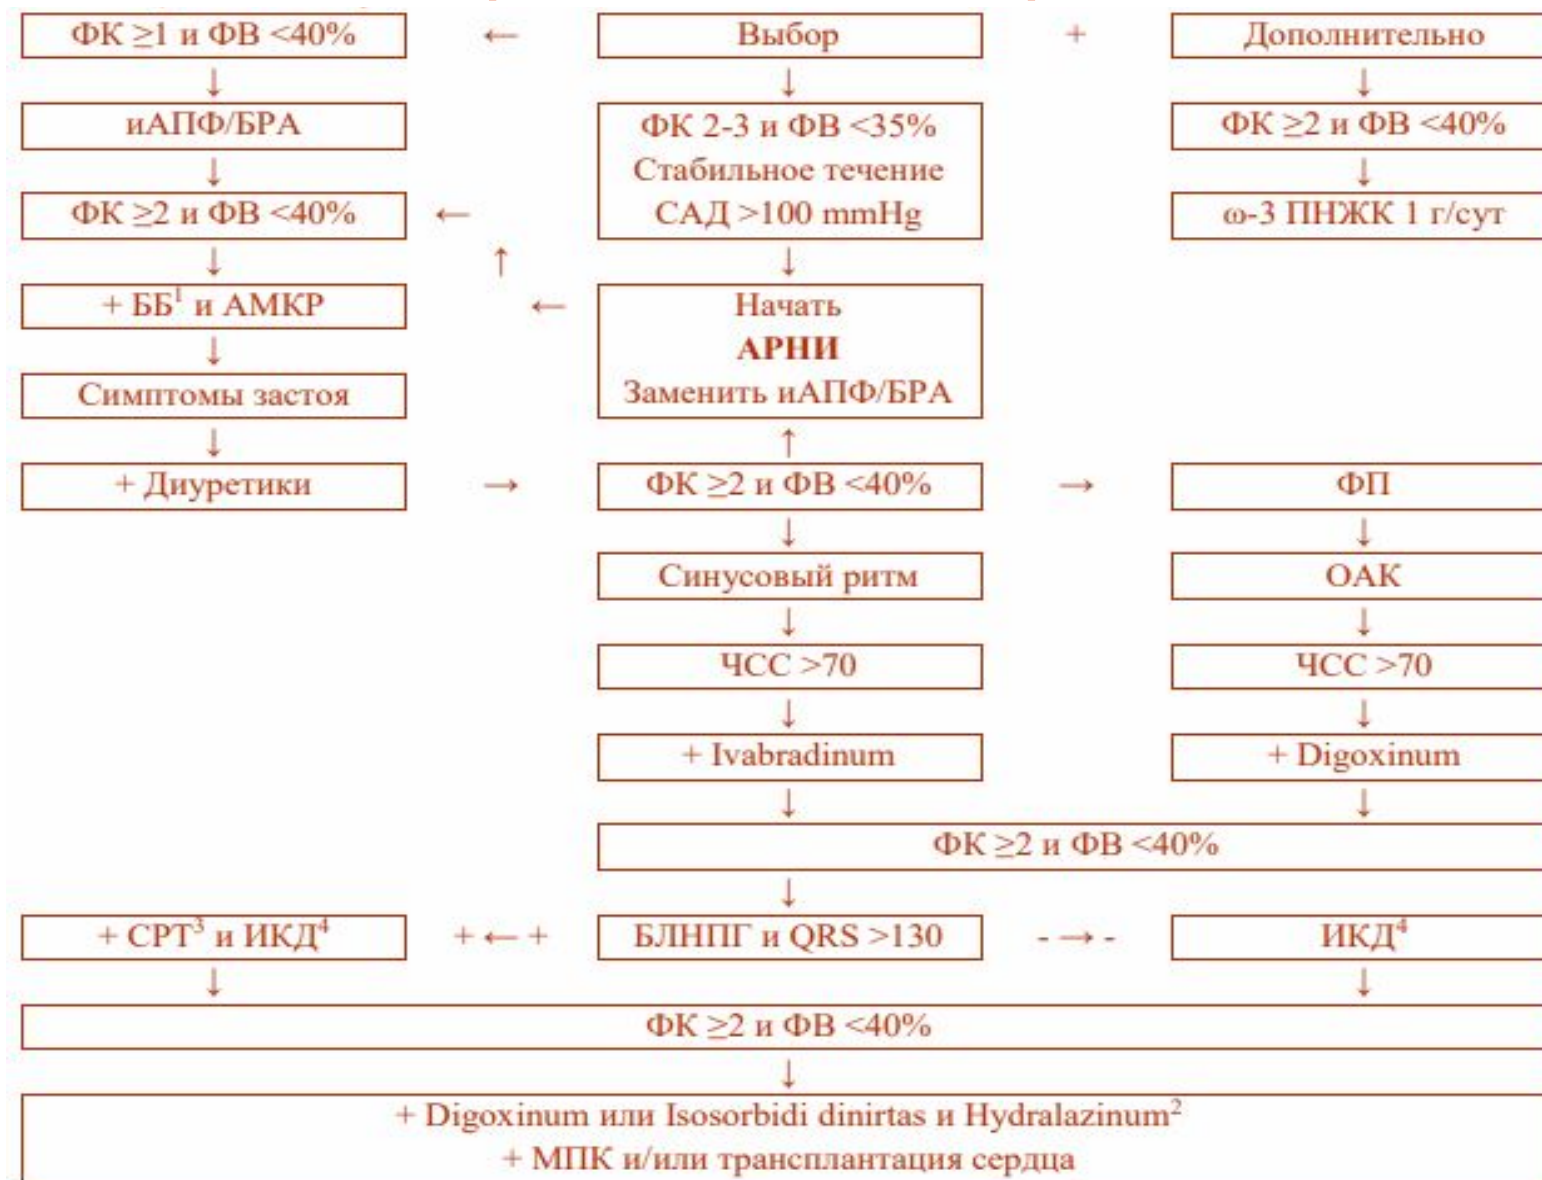 ФК ≥1 и ФВ <40% ← Выбор + Дополнительно
↓ ↓ ↓
иАПФ/БРА
ФК 2-3 и ФВ <35%
Стабильное течение
САД >100 mmHg
ФК ≥2 и ФВ <40%
↓ ↓
ФК ≥2 и ФВ <40% ←
ω-3 ПНЖК 1 г/сут
↓ ↑ ↓
+ ББ¹ и АМКР ←
Начать
АРНИ
Заменить иАПФ/БРА
↓
Симптомы застоя
↓ ↑
+ Диуретики → ФК ≥2 и ФВ <40% → ФП
↓ ↓
Синусовый ритм ОАК
↓ ↓
ЧСС >70 ЧСС >70
↓ ↓
+ Ivabradinum + Digoxinum
↓ ↓
ФК ≥2 и ФВ <40%
↓
+ СРТ³ и ИКД⁴ + ← + БЛНПГ и QRS >130 - → - ИКД⁴
↓ ↓
ФК ≥2 и ФВ <40%
↓
+ Digoxinum или Isosorbidi dinirtas и Hydralazinum²
+ МПК и/или трансплантация сердца